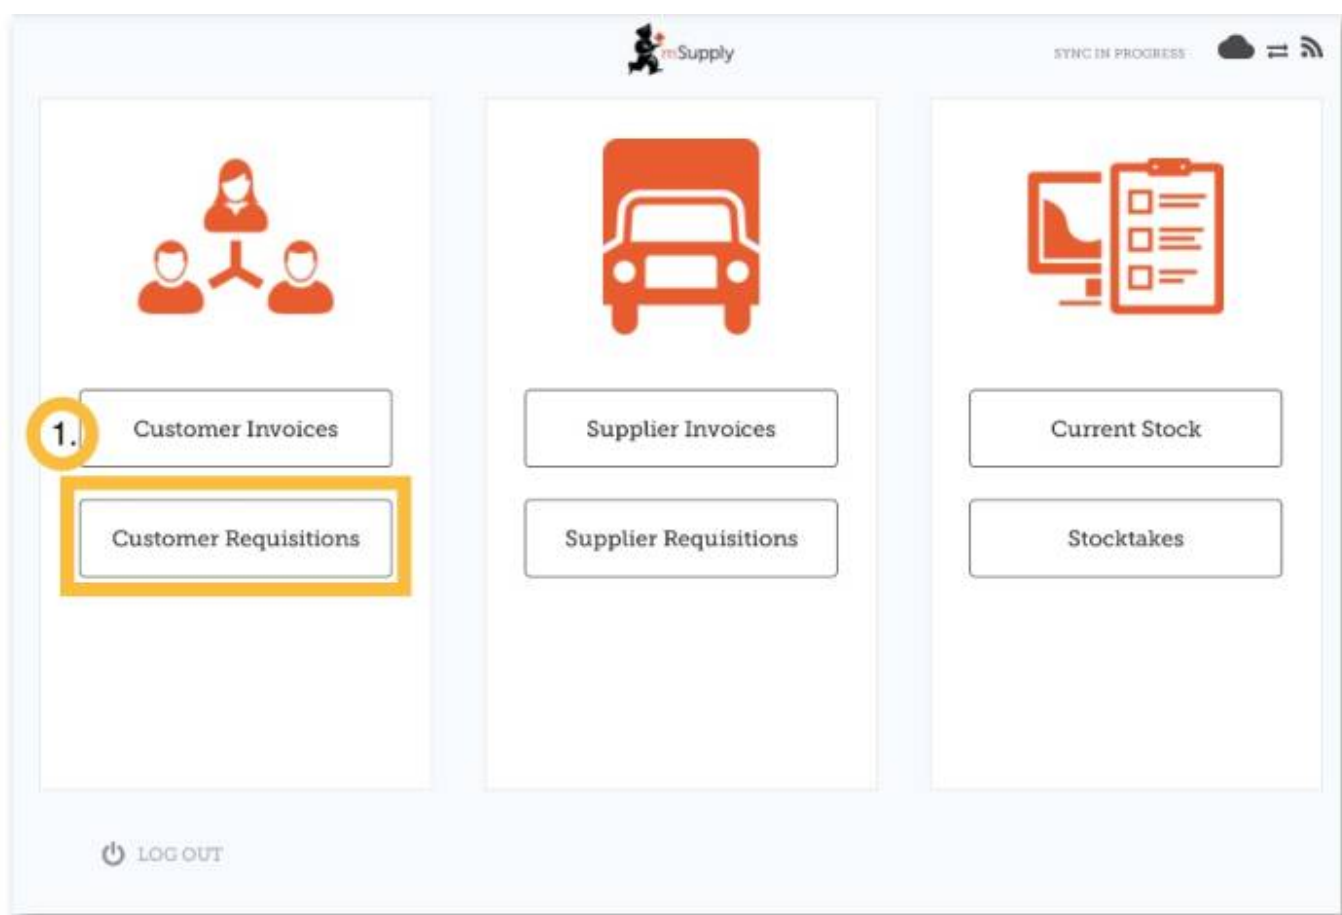 mSupply
SYNC IN PROGRESS
1.
Customer Invoices
Customer Requisitions
Supplier Invoices
Supplier Requisitions
Current Stock
Stocktakes
LOG OUT